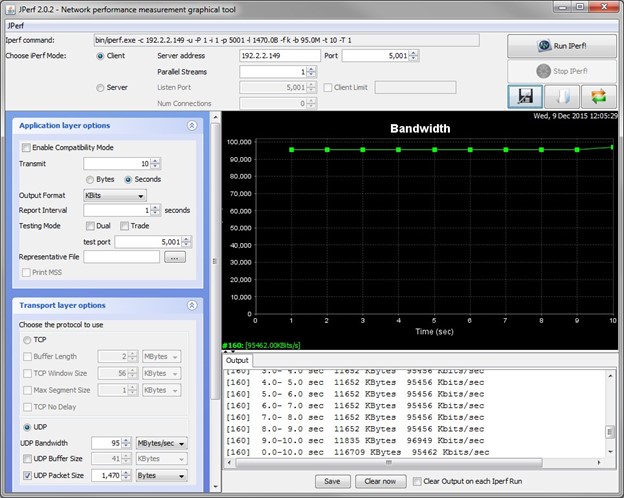 JPerf 2.0.2 - Network performance measurement graphical tool
JPerf
Iperf command:
bin/iperf.exe -c 192.2.2.149 -u -P 1 -i 1 -p 5001 -l 1470.0B -f k -b 95.0M -t 10 -T 1
Choose iPerf Mode:
Client
Server address
192.2.2.149
Port
5,001
Parallel Streams
1
Server
Listen Port
5,001
Client Limit
Num Connections
0
Run IPerf!
Stop IPerf!
Application layer options
Enable Compatibility Mode
Transmit
10
Bytes
Seconds
Output Format
KBits
Report Interval
1
seconds
Testing Mode
Dual
Trade
test port
5,001
Representative File
...
Print MSS
Transport layer options
Choose the protocol to use
TCP
Buffer Length
2
MBytes
TCP Window Size
56
KBytes
Max Segment Size
1
KBytes
TCP No Delay
UDP
UDP Bandwidth
95
MBytes/sec
UDP Buffer Size
41
KBytes
UDP Packet Size
1,470
Bytes
Wed, 9 Dec 2015 12:05:29
Bandwidth
100,000
90,000
80,000
70,000
60,000
50,000
40,000
30,000
20,000
10,000
0
0 1 2 3 4 5 6 7 8 9 10
Time (sec)
#160: [95462.00KBits/s]
Output
[160] 3.0- 4.0 sec 11652 KBytes 95456 Kbits/sec
[160] 4.0- 5.0 sec 11652 KBytes 95456 Kbits/sec
[160] 5.0- 6.0 sec 11652 KBytes 95456 Kbits/sec
[160] 6.0- 7.0 sec 11652 KBytes 95456 Kbits/sec
[160] 7.0- 8.0 sec 11652 KBytes 95456 Kbits/sec
[160] 8.0- 9.0 sec 11652 KBytes 95456 Kbits/sec
[160] 9.0-10.0 sec 11835 KBytes 96949 Kbits/sec
[160] 0.0-10.0 sec 116709 KBytes 95462 Kbits/sec
Save
Clear now
Clear Output on each Iperf Run